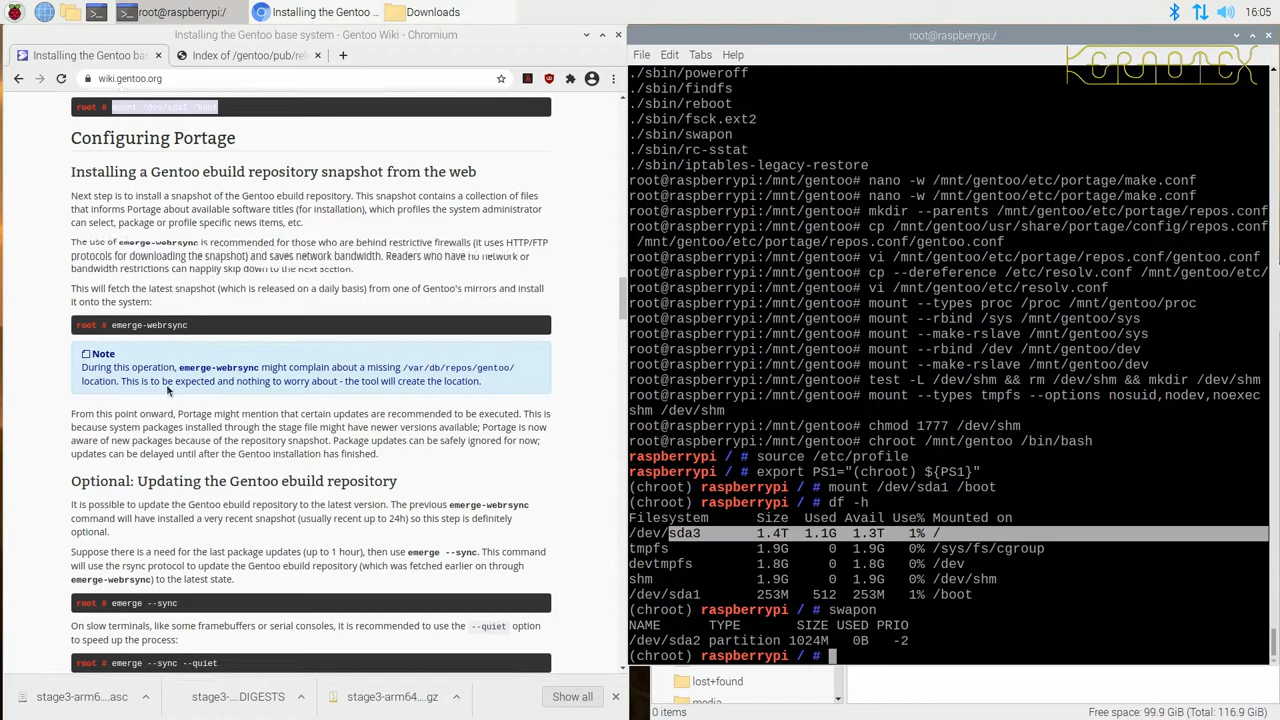 root@raspberrypi:/
Installing the Gentoo ...
Downloads
16:05
Installing the Gentoo base system - Gentoo Wiki - Chromium
Installing the Gentoo ba
Index of /gentoo/pub/re
wiki.gentoo.org
root # mount /dev/sda1 /boot
Configuring Portage
Installing a Gentoo ebuild repository snapshot from the web
Next step is to install a snapshot of the Gentoo ebuild repository. This snapshot contains a collection of files
that informs Portage about available software titles (for installation), which profiles the system administrator
can select, package or profile specific news items, etc.
The use of emerge-webrsync is recommended for those who are behind restrictive firewalls (it uses HTTP/FTP
protocols for downloading the snapshot) and saves network bandwidth. Readers who have no network or
bandwidth restrictions can happily skip down to the next section.
This will fetch the latest snapshot (which is released on a daily basis) from one of Gentoo's mirrors and install
it onto the system:
root # emerge-webrsync
Note
During this operation, emerge-webrsync might complain about a missing /var/db/repos/gentoo/
location. This is to be expected and nothing to worry about - the tool will create the location.
From this point onward, Portage might mention that certain updates are recommended to be executed. This is
because system packages installed through the stage file might have newer versions available; Portage is now
aware of new packages because of the repository snapshot. Package updates can be safely ignored for now;
updates can be delayed until after the Gentoo installation has finished.
Optional: Updating the Gentoo ebuild repository
It is possible to update the Gentoo ebuild repository to the latest version. The previous emerge-webrsync
command will have installed a very recent snapshot (usually recent up to 24h) so this step is definitely
optional.
Suppose there is a need for the last package updates (up to 1 hour), then use emerge --sync. This command
will use the rsync protocol to update the Gentoo ebuild repository (which was fetched earlier on through
emerge-webrsync) to the latest state.
root # emerge --sync
On slow terminals, like some framebuffers or serial consoles, it is recommended to use the --quiet option
to speed up the process:
root # emerge --sync --quiet
stage3-arm6....asc
stage3-....DIGESTS
stage3-arm64....gz
Show all
root@raspberrypi:/
File Edit Tabs Help
./sbin/poweroff
./sbin/findfs
./sbin/reboot
./sbin/fsck.ext2
./sbin/swapon
./sbin/rc-sstat
./sbin/iptables-legacy-restore
root@raspberrypi:/mnt/gentoo# nano -w /mnt/gentoo/etc/portage/make.conf
root@raspberrypi:/mnt/gentoo# nano -w /mnt/gentoo/etc/portage/make.conf
root@raspberrypi:/mnt/gentoo# mkdir --parents /mnt/gentoo/etc/portage/repos.conf
root@raspberrypi:/mnt/gentoo# cp /mnt/gentoo/usr/share/portage/config/repos.conf
/mnt/gentoo/etc/portage/repos.conf/gentoo.conf
root@raspberrypi:/mnt/gentoo# vi /mnt/gentoo/etc/portage/repos.conf/gentoo.conf
root@raspberrypi:/mnt/gentoo# cp --dereference /etc/resolv.conf /mnt/gentoo/etc/
root@raspberrypi:/mnt/gentoo# vi /mnt/gentoo/etc/resolv.conf
root@raspberrypi:/mnt/gentoo# mount --types proc /proc /mnt/gentoo/proc
root@raspberrypi:/mnt/gentoo# mount --rbind /sys /mnt/gentoo/sys
root@raspberrypi:/mnt/gentoo# mount --make-rslave /mnt/gentoo/sys
root@raspberrypi:/mnt/gentoo# mount --rbind /dev /mnt/gentoo/dev
root@raspberrypi:/mnt/gentoo# mount --make-rslave /mnt/gentoo/dev
root@raspberrypi:/mnt/gentoo# test -L /dev/shm && rm /dev/shm && mkdir /dev/shm
root@raspberrypi:/mnt/gentoo# mount --types tmpfs --options nosuid,nodev,noexec
shm /dev/shm
root@raspberrypi:/mnt/gentoo# chmod 1777 /dev/shm
root@raspberrypi:/mnt/gentoo# chroot /mnt/gentoo /bin/bash
raspberrypi / # source /etc/profile
raspberrypi / # export PS1="(chroot) ${PS1}"
(chroot) raspberrypi / # mount /dev/sda1 /boot
(chroot) raspberrypi / # df -h
Filesystem Size Used Avail Use% Mounted on
/dev/sda3 1.4T 1.1G 1.3T 1% /
tmpfs 1.9G 0 1.9G 0% /sys/fs/cgroup
devtmpfs 1.8G 0 1.8G 0% /dev
shm 1.9G 0 1.9G 0% /dev/shm
/dev/sda1 253M 512 253M 1% /boot
(chroot) raspberrypi / # swapon
NAME TYPE SIZE USED PRIO
/dev/sda2 partition 1024M 0B -2
(chroot) raspberrypi / #
lost+found
0 items
Free space: 99.9 GiB (Total: 116.9 GiB)